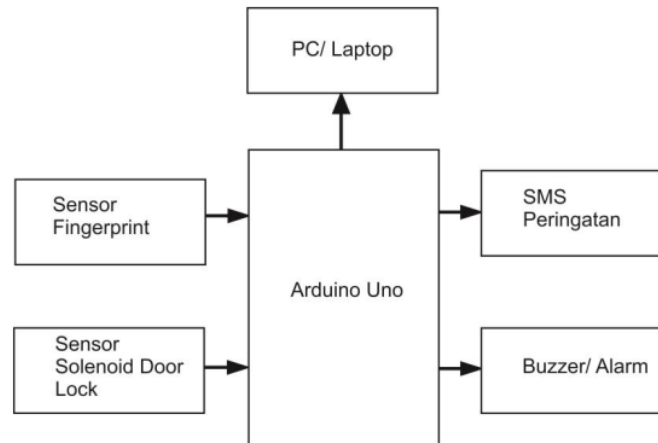 PC/ Laptop
Sensor
Fingerprint
SMS
Peringatan
Arduino Uno
Sensor
Solenoid Door
Lock
Buzzer/ Alarm